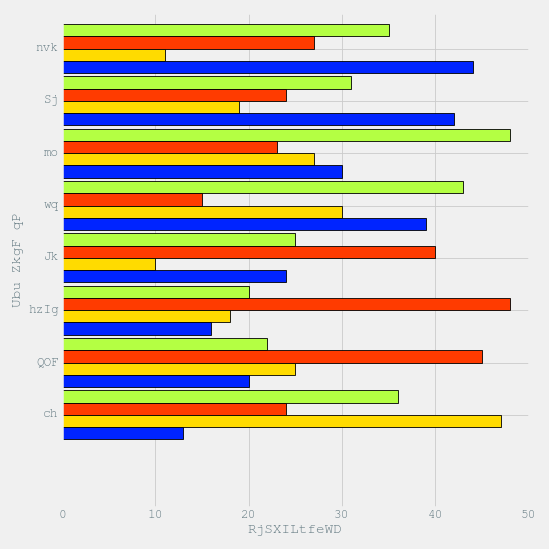 nvk
Sj
mo
wq
Jk
hzIg
QOF
ch
Ubu ZkgF qP
0 10 20 30 40 50
RjSXILtfeWD